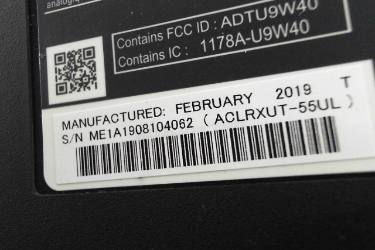 Contains FCC ID : ADTU9W40
Contains IC : 1178A-U9W40
MANUFACTURED: FEBRUARY 2019 T
S/N ME1A1908104062 ( ACLRXUT-55UL )